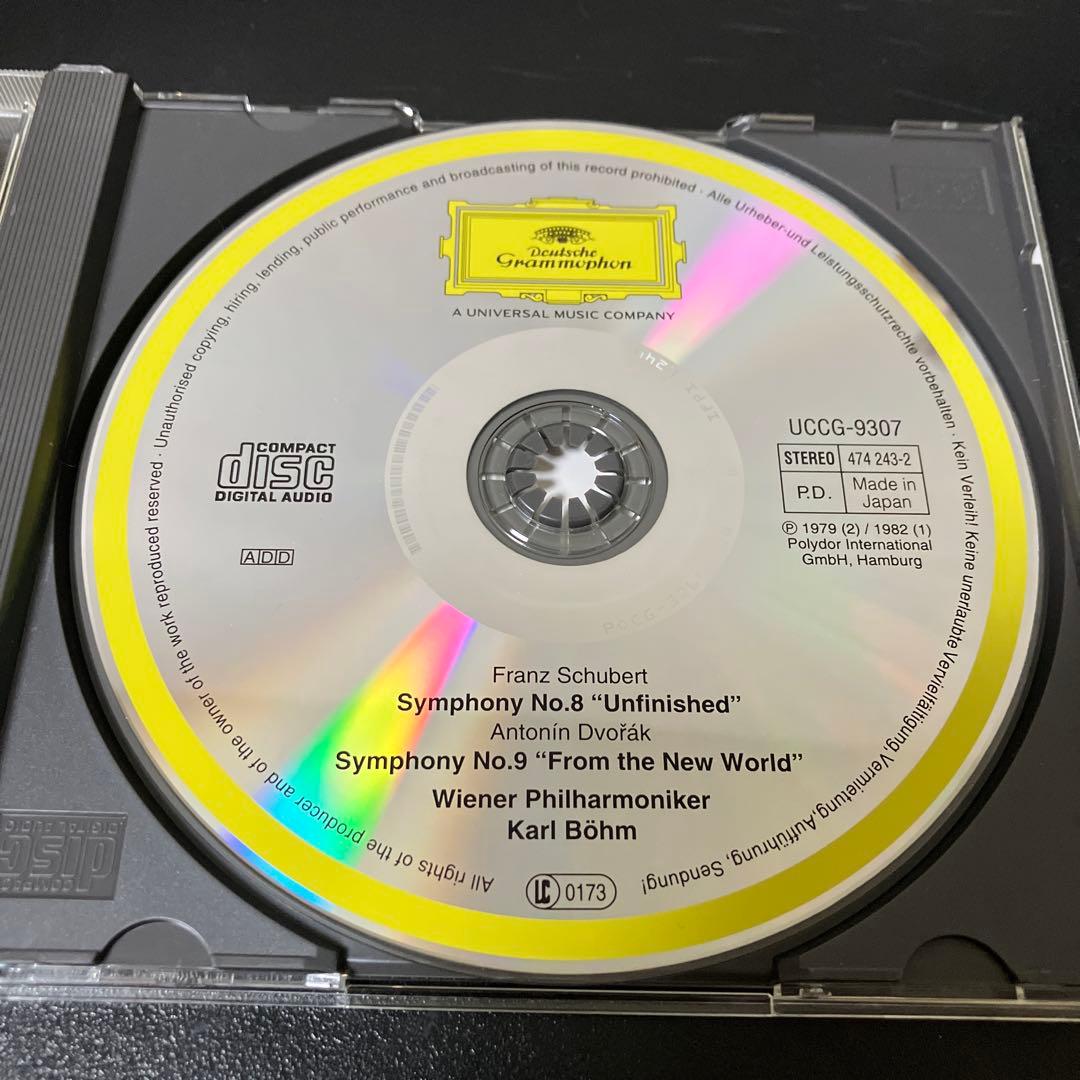 Deutsche
Grammophon
A UNIVERSAL MUSIC COMPANY
COMPACT
disc
DIGITAL AUDIO
ADD
UCCG-9307
STEREO 474 243-2
P.D. Made in
Japan
Ⓟ 1979 (2) / 1982 (1)
Polydor International
GmbH, Hamburg
Franz Schubert
Symphony No.8 “Unfinished”
Antonín Dvořák
Symphony No.9 “From the New World”
Wiener Philharmoniker
Karl Böhm
LC 0173
All rights of the producer and of the owner of the work reproduced reserved · Unauthorised copying, hiring, lending, public performance and broadcasting of this record prohibited · Alle Urheber-und Leistungsschutzrechte vorbehalten · Kein Verleih! Keine unerlaubte Vervielfältigung, Vermietung, Aufführung, Sendung!
COMPACT
disc
DIGITAL AUDIO